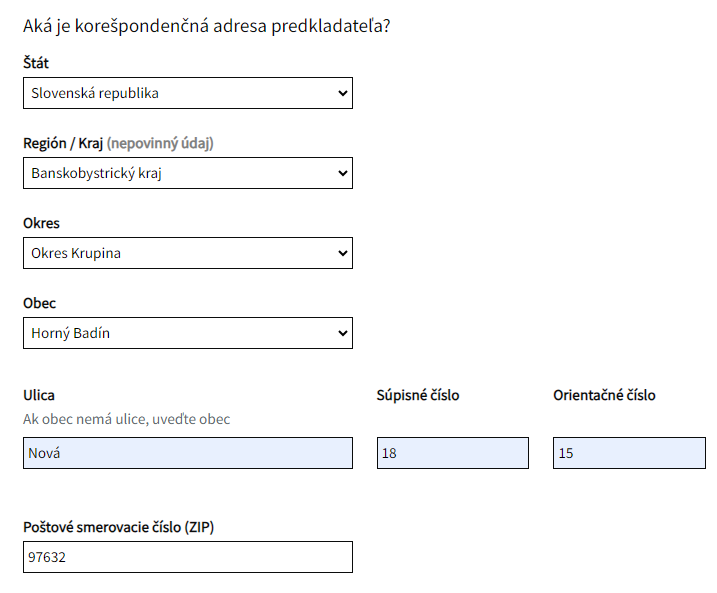 Aká je korešpondenčná adresa predkladateľa?
Štát
Slovenská republika
Región / Kraj (nepovinný údaj)
Banskobystrický kraj
Okres
Okres Krupina
Obec
Horný Badín
Ulica Súpisné číslo Orientačné číslo
Ak obec nemá ulice, uveďte obec
Nová 18 15
Poštové smerovacie číslo (ZIP)
97632